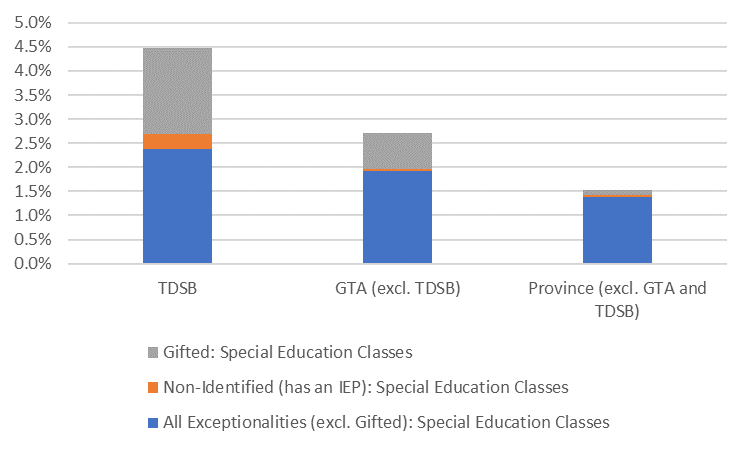 5.0%
4.5%
4.0%
3.5%
3.0%
2.5%
2.0%
1.5%
1.0%
0.5%
0.0%
TDSB
GTA (excl. TDSB)
Province (excl. GTA and
TDSB)
Gifted: Special Education Classes
Non-Identified (has an IEP): Special Education Classes
All Exceptionalities (excl. Gifted): Special Education Classes